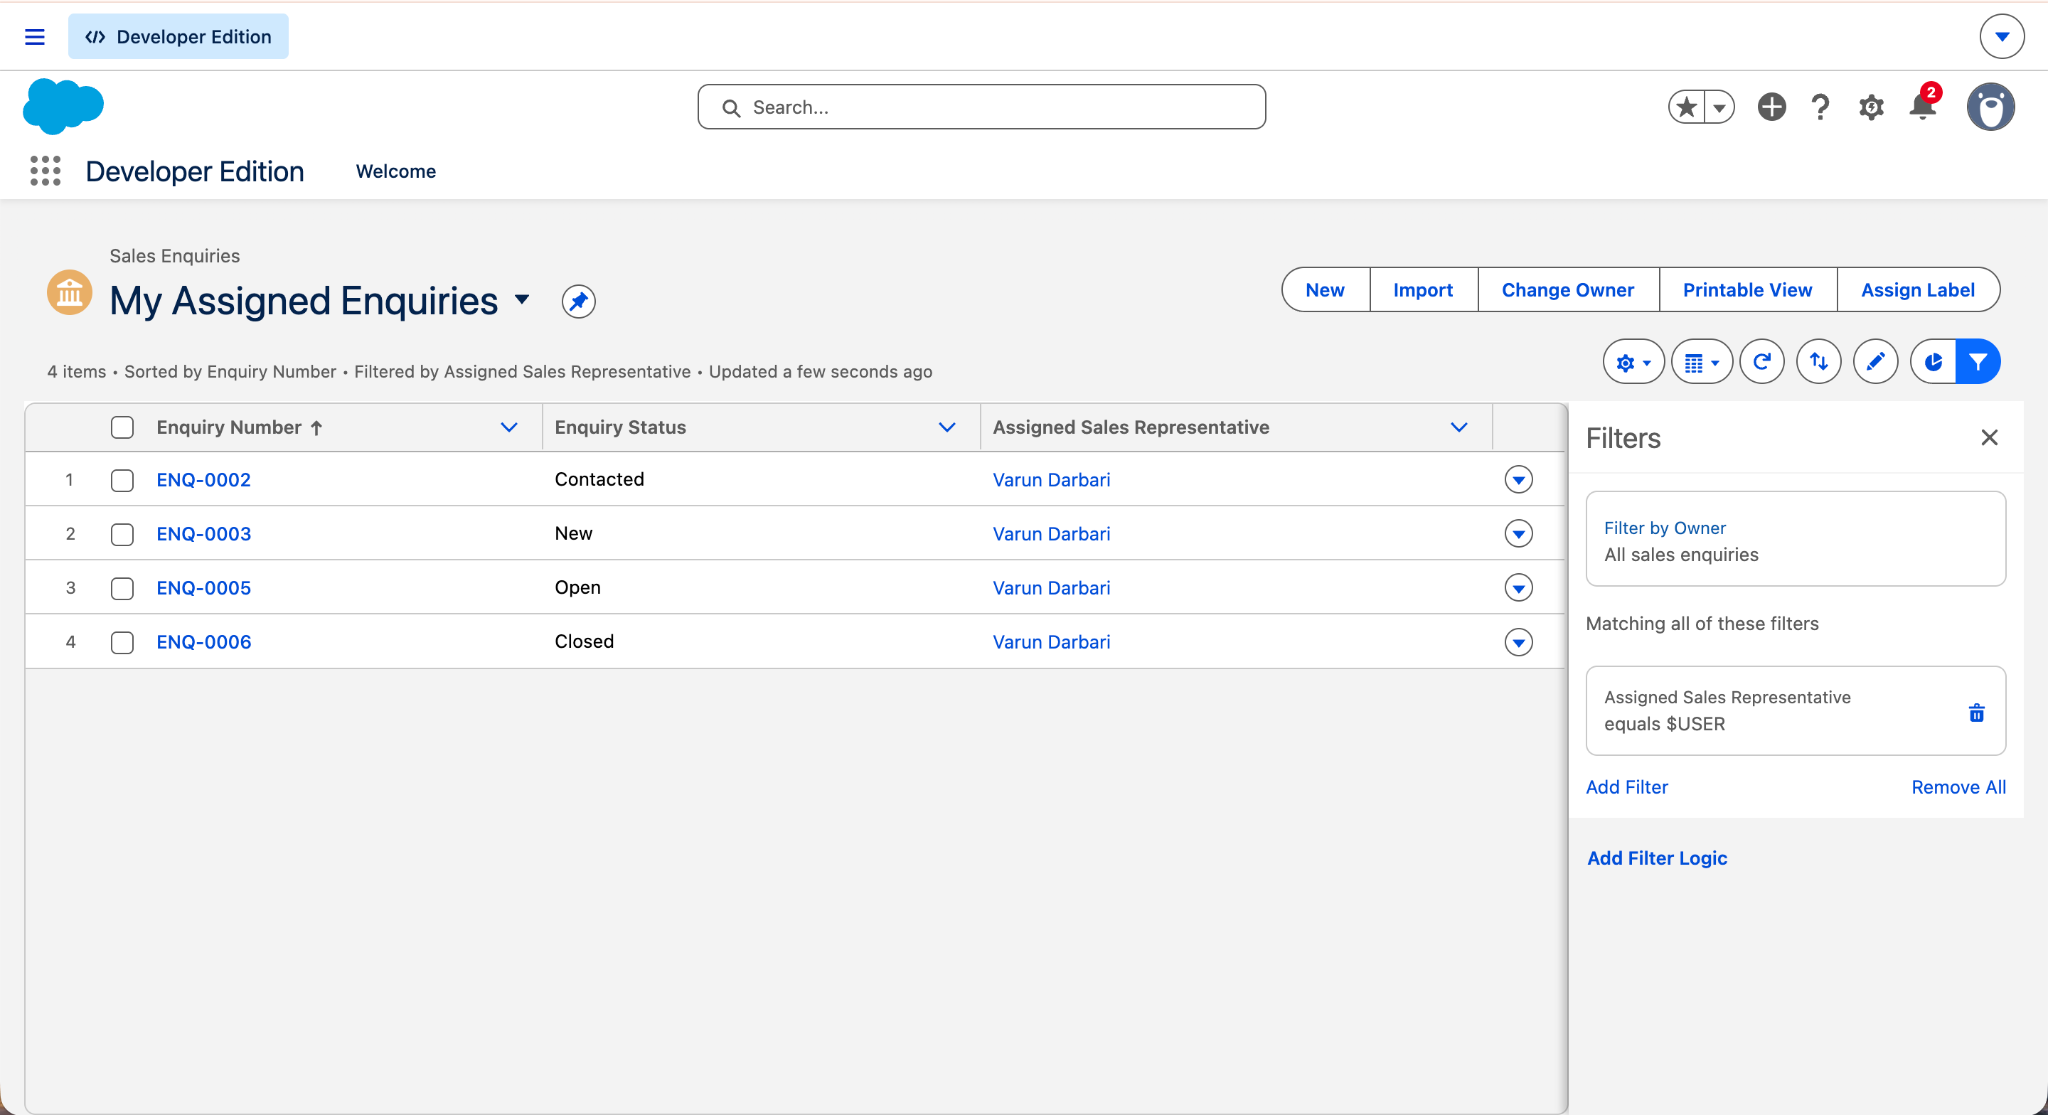 Developer Edition
Search...
2
Developer Edition
Welcome
Sales Enquiries
My Assigned Enquiries
New
Import
Change Owner
Printable View
Assign Label
4 items • Sorted by Enquiry Number • Filtered by Assigned Sales Representative • Updated a few seconds ago
Enquiry Number
Enquiry Status
Assigned Sales Representative
1 ENQ-0002 Contacted Varun Darbari
2 ENQ-0003 New Varun Darbari
3 ENQ-0005 Open Varun Darbari
4 ENQ-0006 Closed Varun Darbari
Filters
Filter by Owner
All sales enquiries
Matching all of these filters
Assigned Sales Representative
equals $USER
Add Filter
Remove All
Add Filter Logic